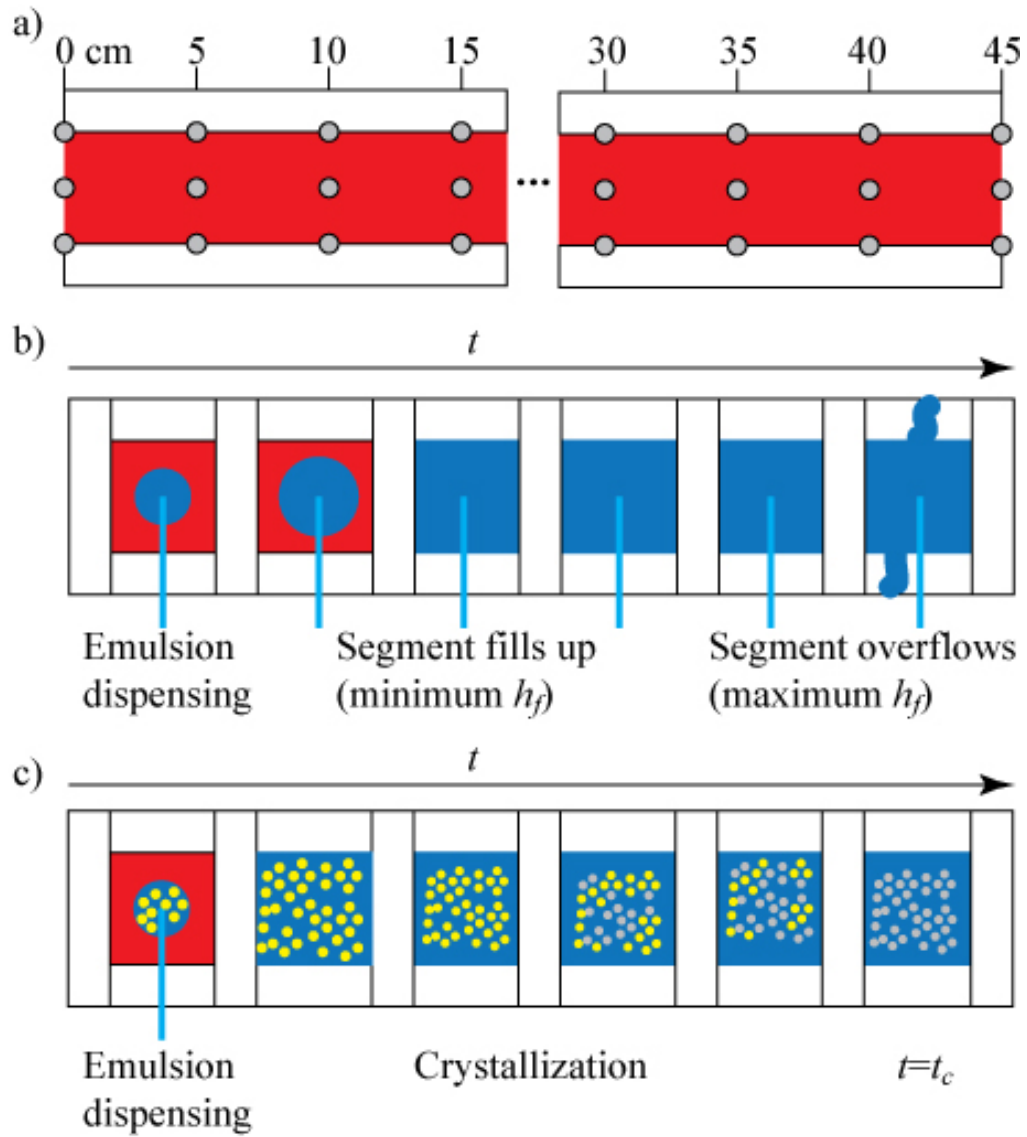 a)
0 cm 5 10 15 30 35 40 45
...
b)
t
Emulsion dispensing
Segment fills up (minimum h_f)
Segment overflows (maximum h_f)
c)
t
Emulsion dispensing
Crystallization
t=t_c